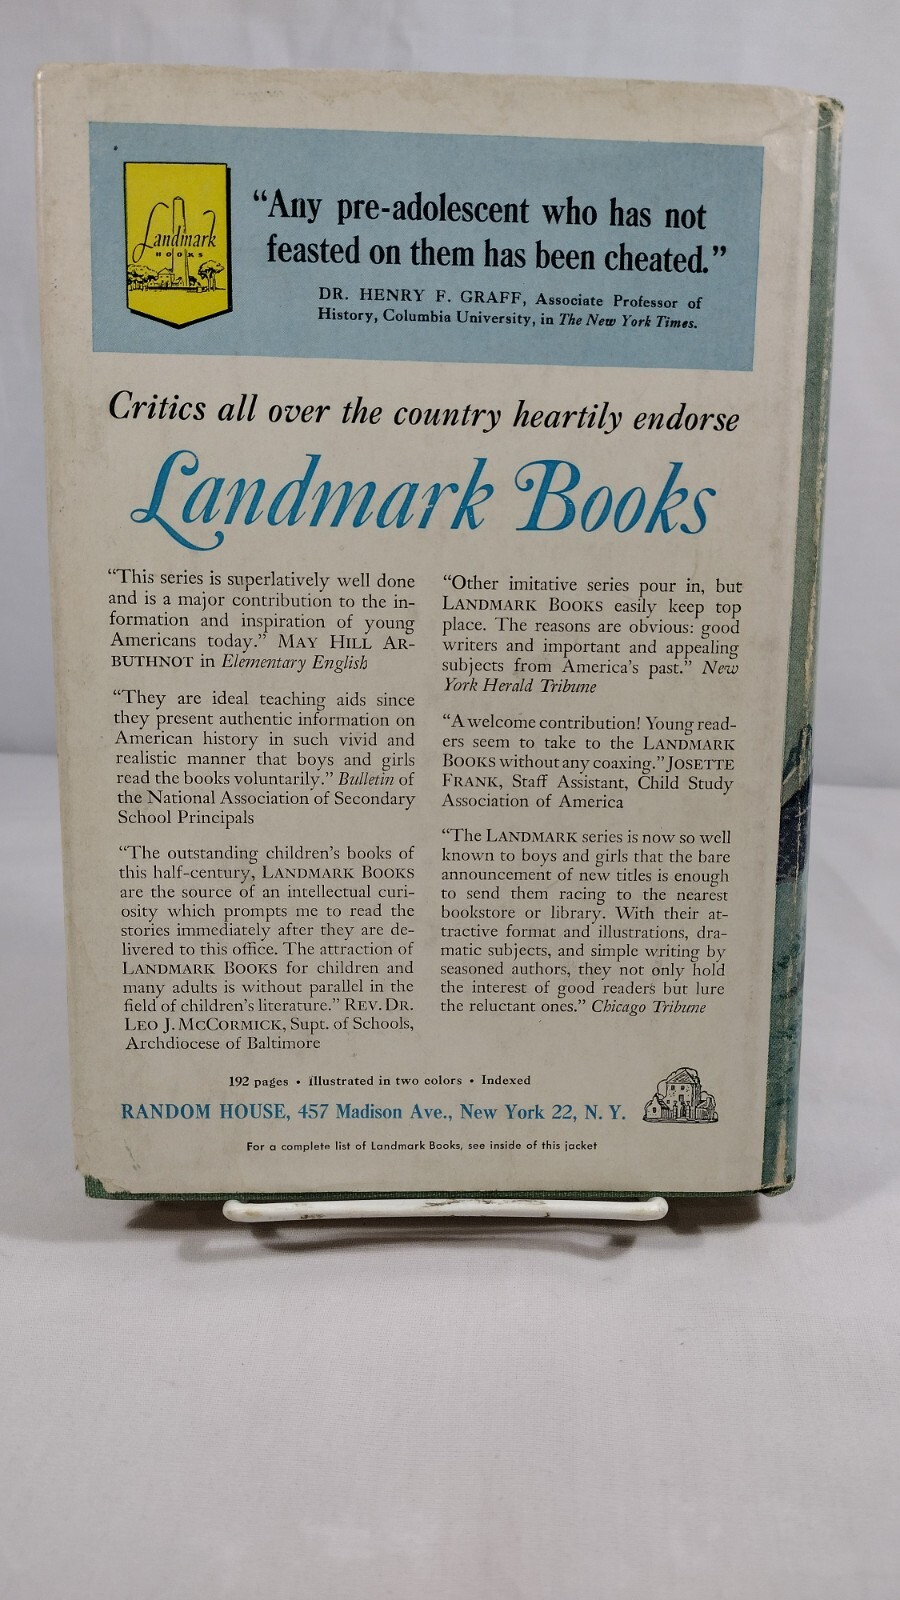 Landmark
BOOKS
“Any pre-adolescent who has not
feasted on them has been cheated.”
DR. HENRY F. GRAFF, Associate Professor of
History, Columbia University, in The New York Times.
Critics all over the country heartily endorse
Landmark Books
“This series is superlatively well done
and is a major contribution to the in-
formation and inspiration of young
Americans today.” MAY HILL AR-
BUTHNOT in Elementary English
“They are ideal teaching aids since
they present authentic information on
American history in such vivid and
realistic manner that boys and girls
read the books voluntarily.” Bulletin of
the National Association of Secondary
School Principals
“The outstanding children’s books of
this half-century, LANDMARK BOOKS
are the source of an intellectual curi-
osity which prompts me to read the
stories immediately after they are de-
livered to this office. The attraction of
LANDMARK BOOKS for children and
many adults is without parallel in the
field of children’s literature.” REV. DR.
LEO J. MCCORMICK, Supt. of Schools,
Archdiocese of Baltimore
“Other imitative series pour in, but
LANDMARK BOOKS easily keep top
place. The reasons are obvious: good
writers and important and appealing
subjects from America’s past.” New
York Herald Tribune
“A welcome contribution! Young read-
ers seem to take to the LANDMARK
BOOKS without any coaxing.” JOSETTE
FRANK, Staff Assistant, Child Study
Association of America
“The LANDMARK series is now so well
known to boys and girls that the bare
announcement of new titles is enough
to send them racing to the nearest
bookstore or library. With their at-
tractive format and illustrations, dra-
matic subjects, and simple writing by
seasoned authors, they not only hold
the interest of good readers but lure
the reluctant ones.” Chicago Tribune
192 pages • Illustrated in two colors • Indexed
RANDOM HOUSE, 457 Madison Ave., New York 22, N. Y.
For a complete list of Landmark Books, see inside of this jacket